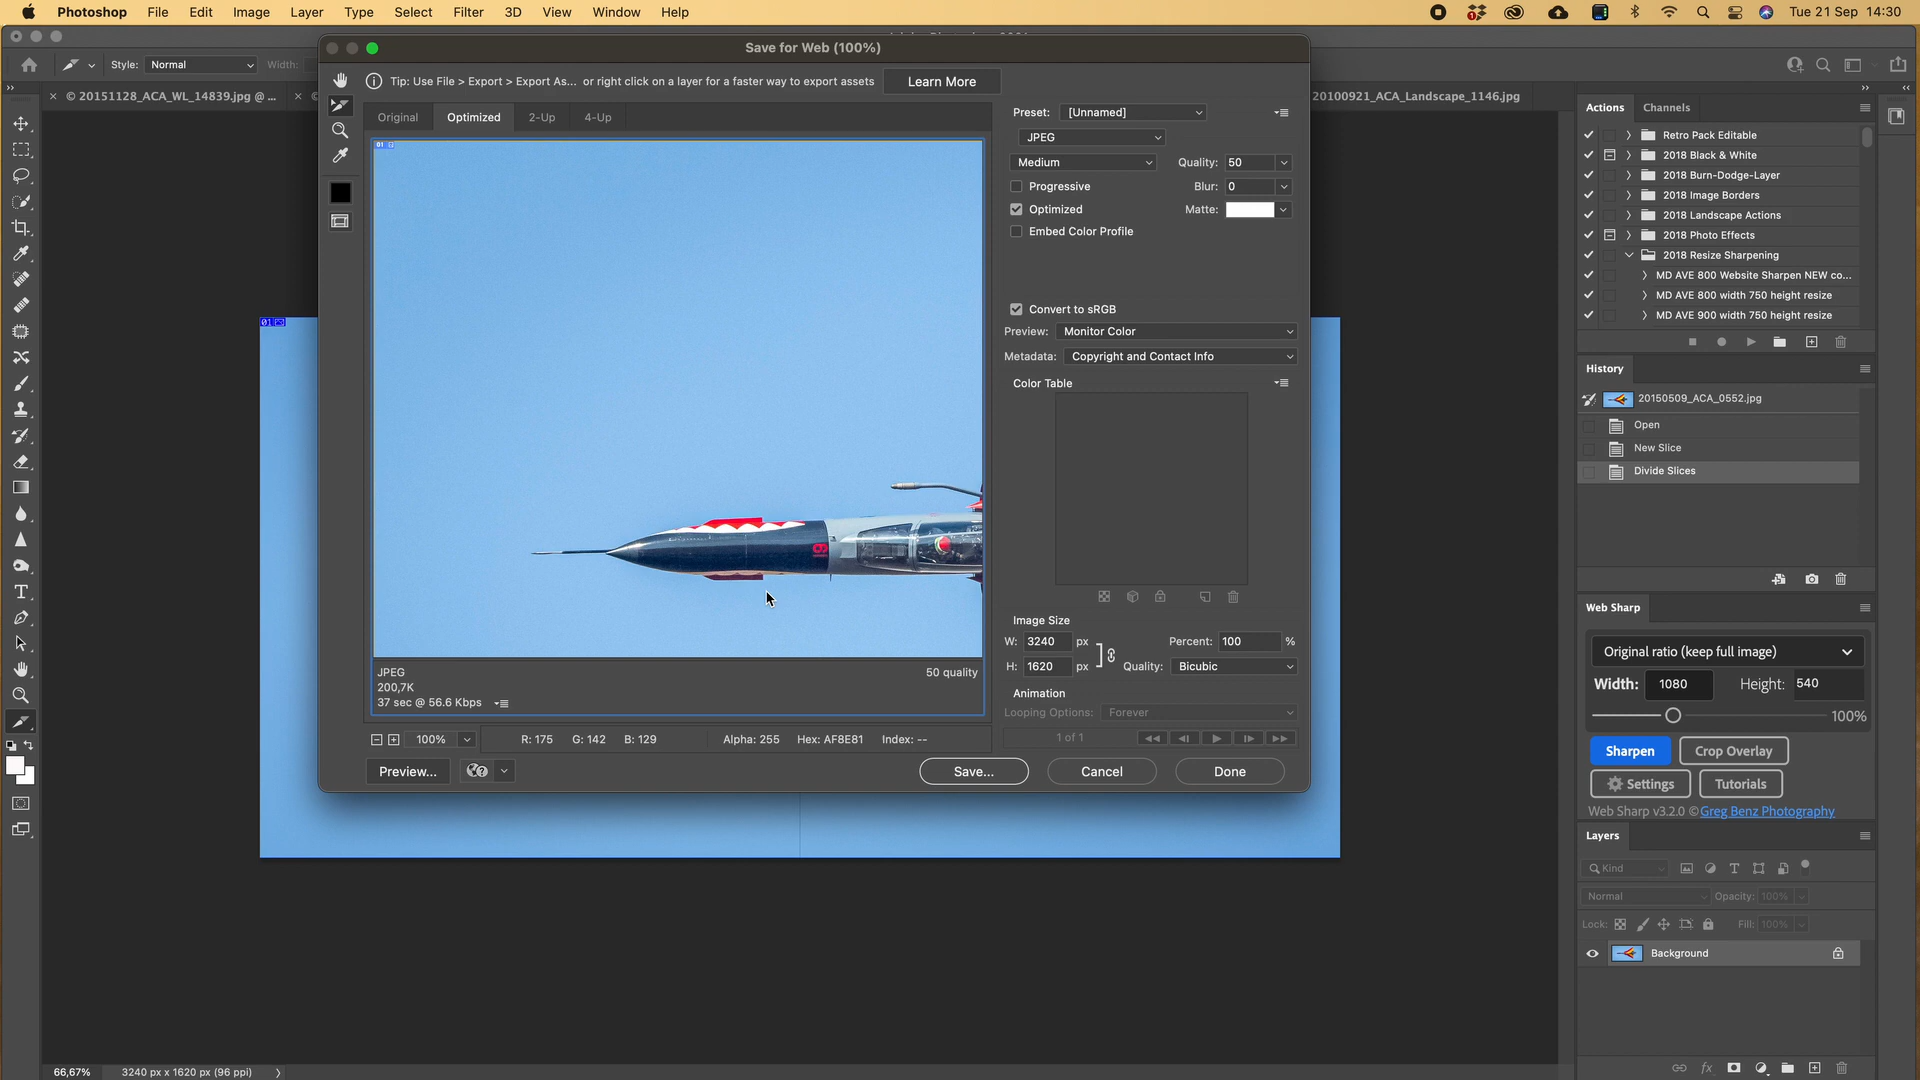 Photoshop File Edit Image Layer Type Select Filter 3D View Window Help Tue 21 Sep 14:30
Save for Web (100%)
Style: Normal Width:
Tip: Use File > Export > Export As... or right click on a layer for a faster way to export assets Learn More
© 20151128_ACA_WL_14839.jpg @ ...
20100921_ACA_Landscape_1146.jpg
Original Optimized 2-Up 4-Up
01
01
19
JPEG
200,7K
37 sec @ 56.6 Kbps
50 quality
100% R: 175 G: 142 B: 129 Alpha: 255 Hex: AF8E81 Index: --
Preview... Save... Cancel Done
Preset: [Unnamed]
JPEG
Medium Quality: 50
Progressive Blur: 0
Optimized Matte:
Embed Color Profile
Convert to sRGB
Preview: Monitor Color
Metadata: Copyright and Contact Info
Color Table
Image Size
W: 3240 px Percent: 100 %
H: 1620 px Quality: Bicubic
Animation
Looping Options: Forever
1 of 1
Actions Channels
Retro Pack Editable
2018 Black & White
2018 Burn-Dodge-Layer
2018 Image Borders
2018 Landscape Actions
2018 Photo Effects
2018 Resize Sharpening
MD AVE 800 Website Sharpen NEW co...
MD AVE 800 width 750 height resize
MD AVE 900 width 750 height resize
History
20150509_ACA_0552.jpg
Open
New Slice
Divide Slices
Web Sharp
Original ratio (keep full image)
Width: 1080 Height: 540
100%
Sharpen Crop Overlay
Settings Tutorials
Web Sharp v3.2.0 ©Greg Benz Photography
Layers
Kind
Normal Opacity: 100%
Lock: Fill: 100%
Background
fx
66,67% 3240 px x 1620 px (96 ppi)